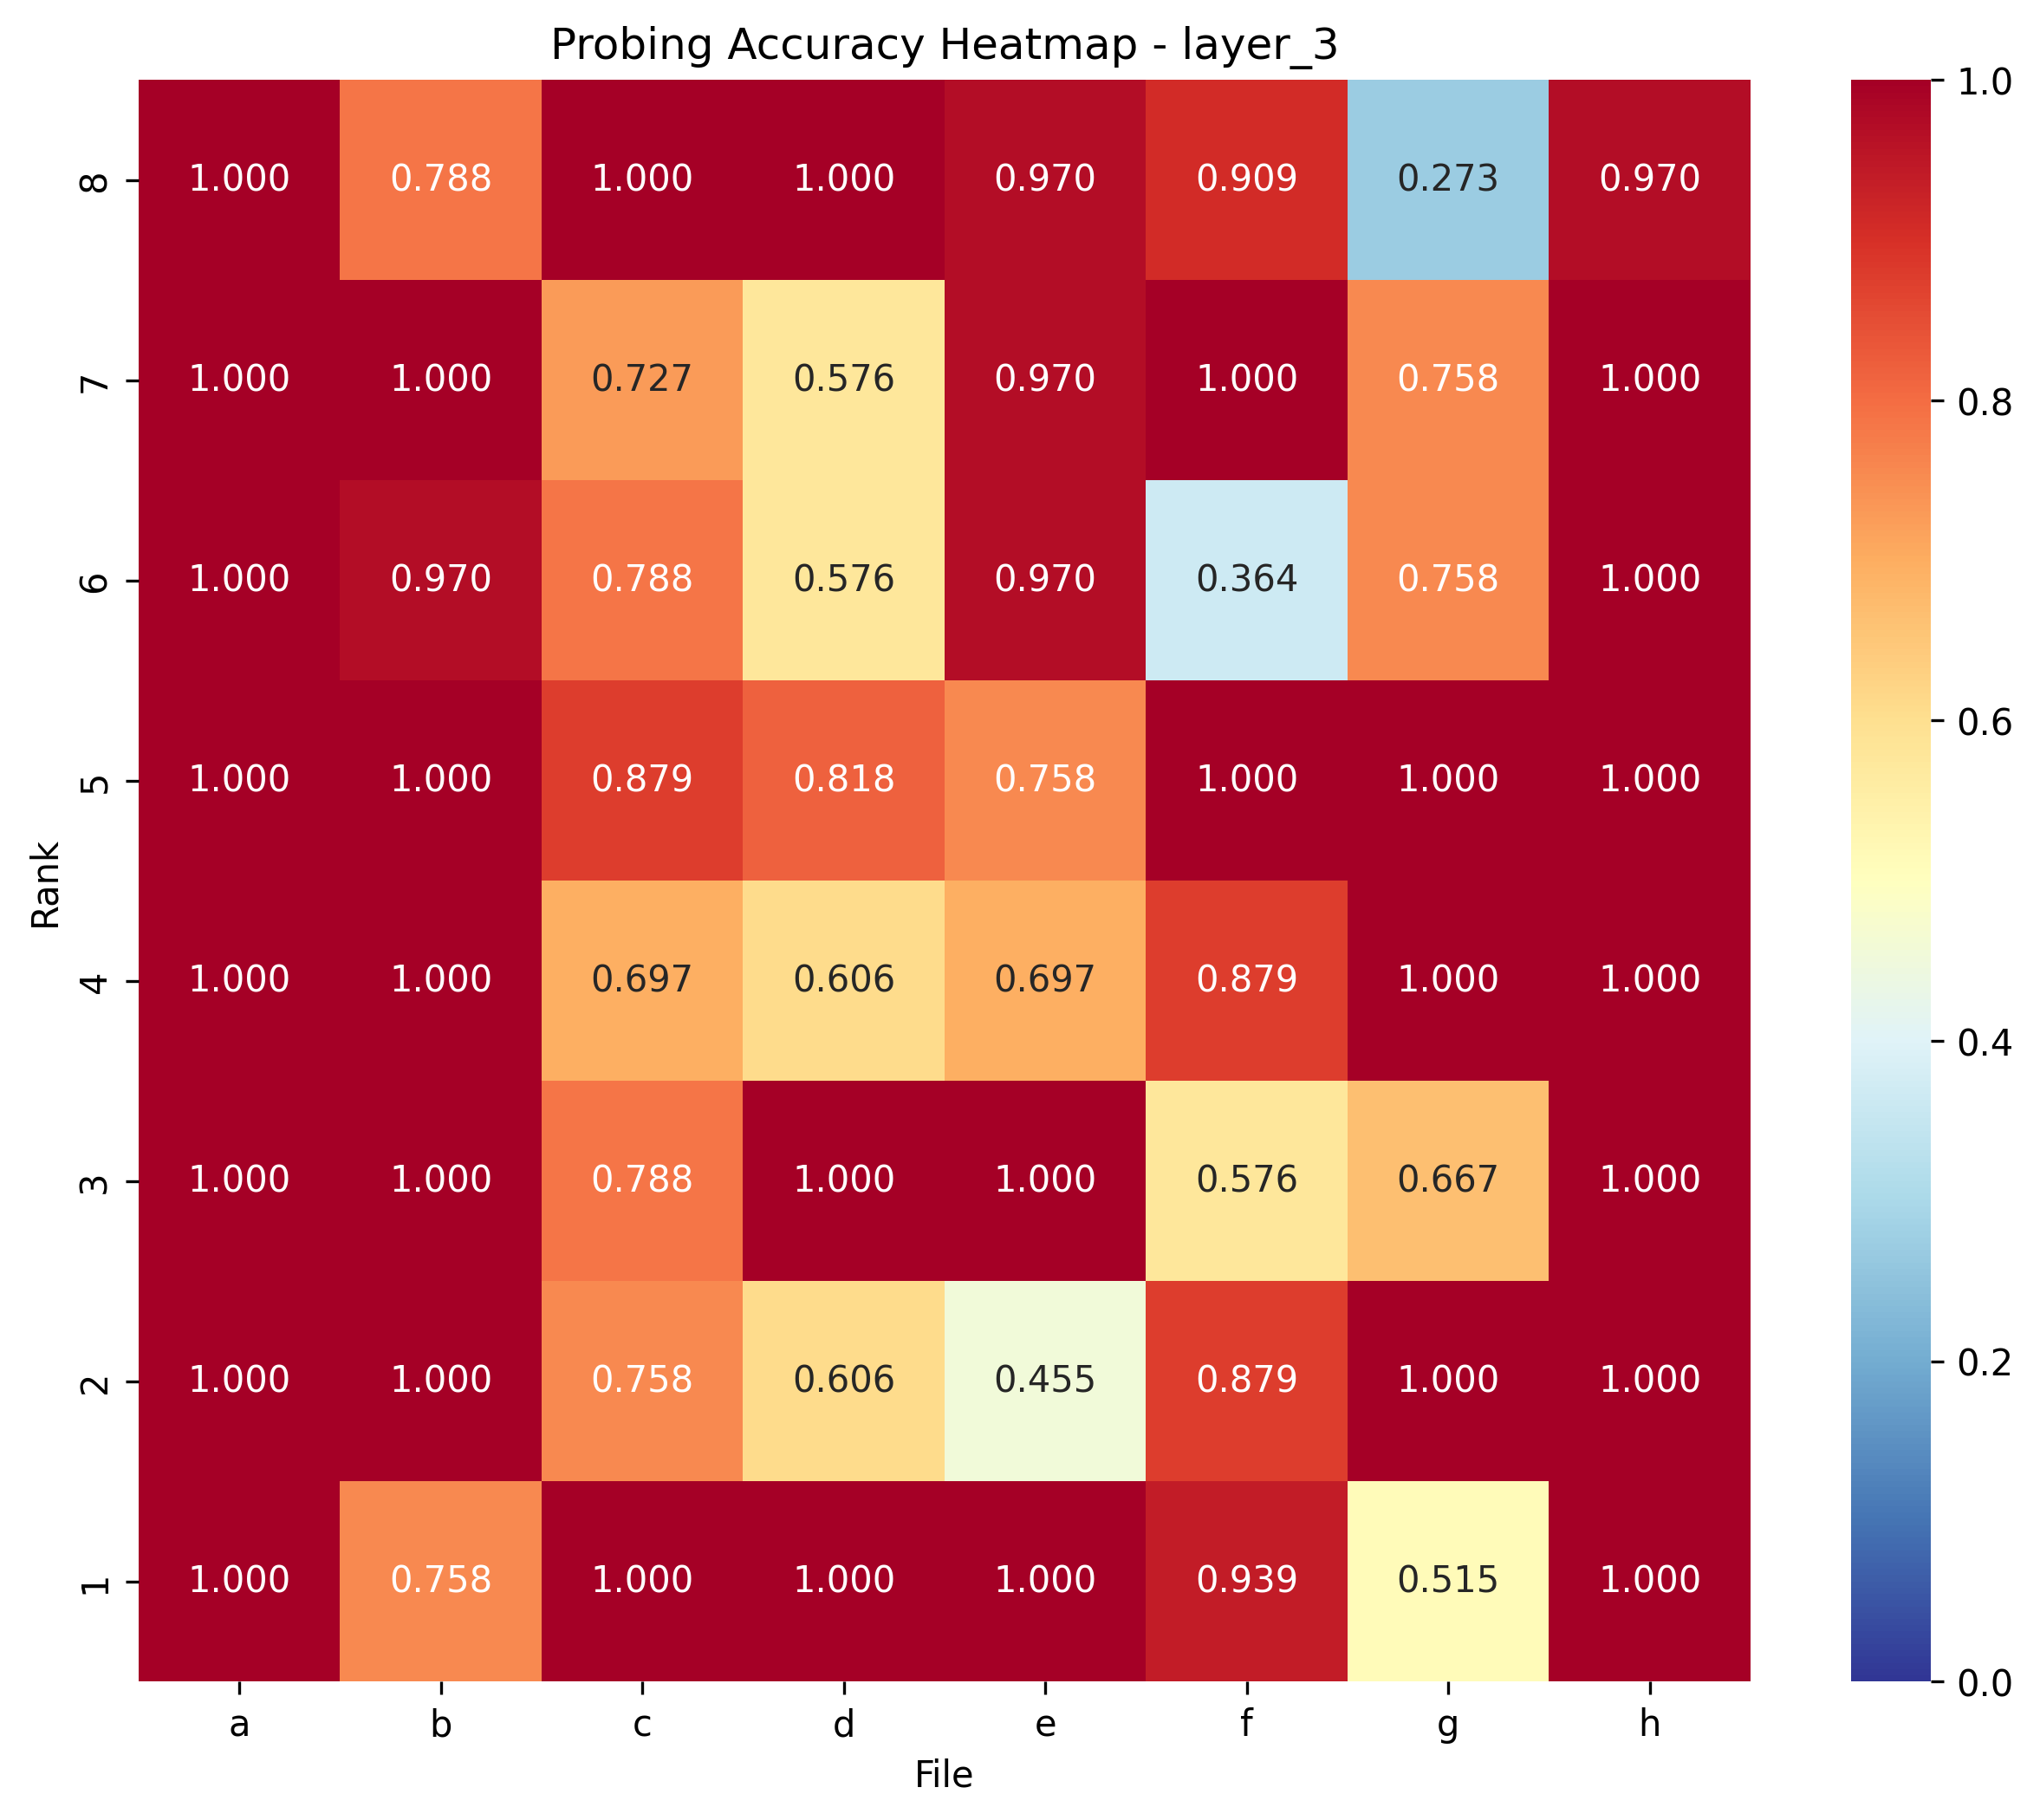 Probing Accuracy Heatmap - layer_3
8 1.000 0.788 1.000 1.000 0.970 0.909 0.273 0.970
7 1.000 1.000 0.727 0.576 0.970 1.000 0.758 1.000
6 1.000 0.970 0.788 0.576 0.970 0.364 0.758 1.000
5 1.000 1.000 0.879 0.818 0.758 1.000 1.000 1.000
4 1.000 1.000 0.697 0.606 0.697 0.879 1.000 1.000
3 1.000 1.000 0.788 1.000 1.000 0.576 0.667 1.000
2 1.000 1.000 0.758 0.606 0.455 0.879 1.000 1.000
1 1.000 0.758 1.000 1.000 1.000 0.939 0.515 1.000
a b c d e f g h
File
Rank
1.0
0.8
0.6
0.4
0.2
0.0